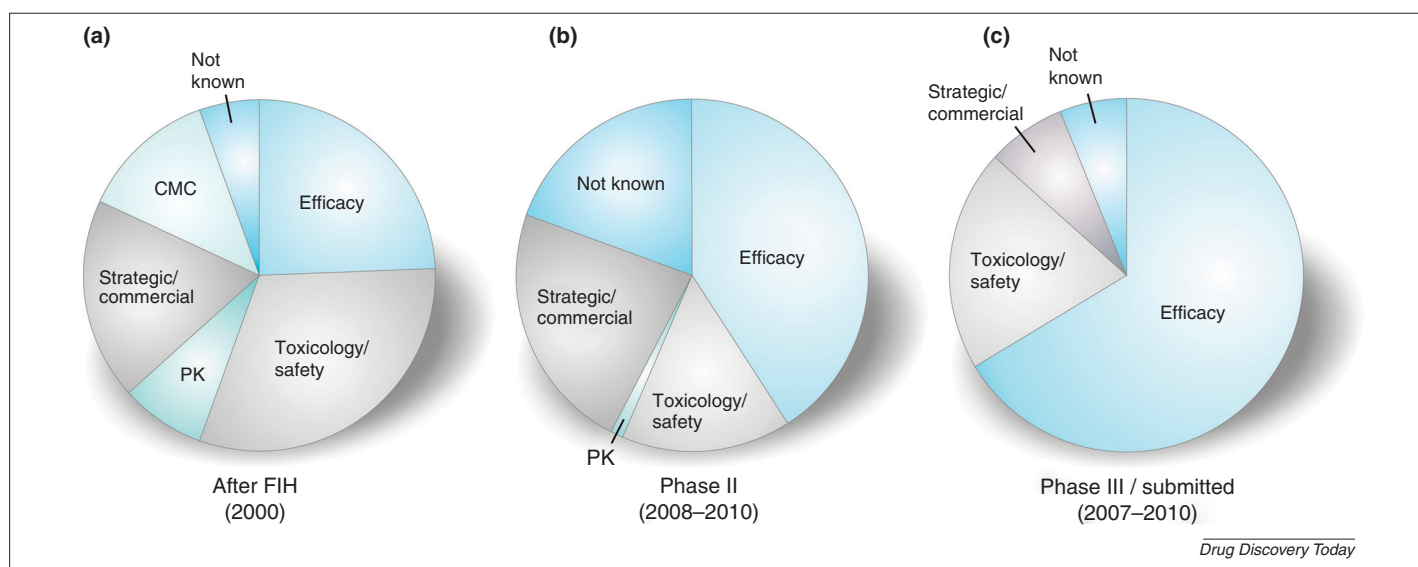 (a)
Not
known
CMC
Efficacy
Strategic/
commercial
PK
Toxicology/
safety
After FIH
(2000)
(b)
Not known
Efficacy
Strategic/
commercial
Toxicology/
safety
PK
Phase II
(2008–2010)
(c)
Not
known
Strategic/
commercial
Toxicology/
safety
Efficacy
Phase III / submitted
(2007–2010)
Drug Discovery Today